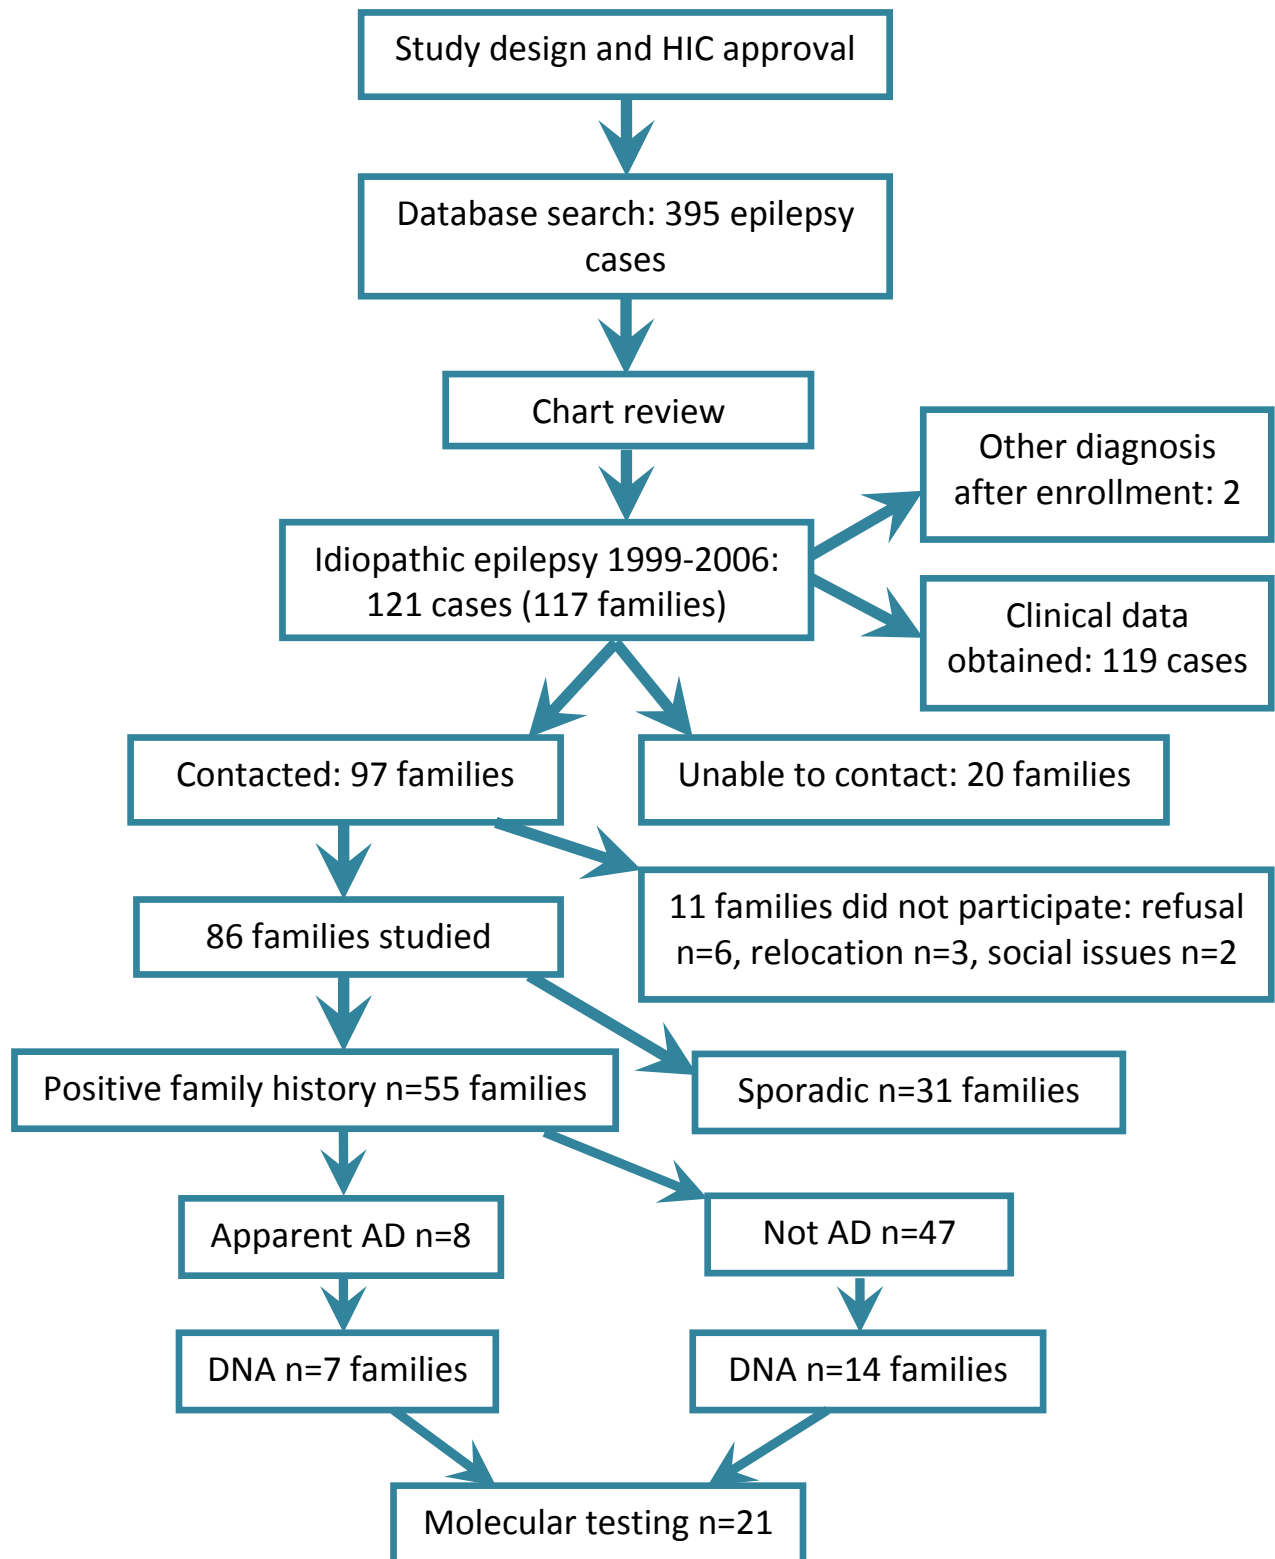 Study design and HIC approval
Database search: 395 epilepsy
cases
Chart review
Other diagnosis
after enrollment: 2
Idiopathic epilepsy 1999-2006:
121 cases (117 families)
Clinical data
obtained: 119 cases
Contacted: 97 families
Unable to contact: 20 families
11 families did not participate: refusal
n=6, relocation n=3, social issues n=2
86 families studied
Positive family history n=55 families
Sporadic n=31 families
Apparent AD n=8
Not AD n=47
DNA n=7 families
DNA n=14 families
Molecular testing n=21